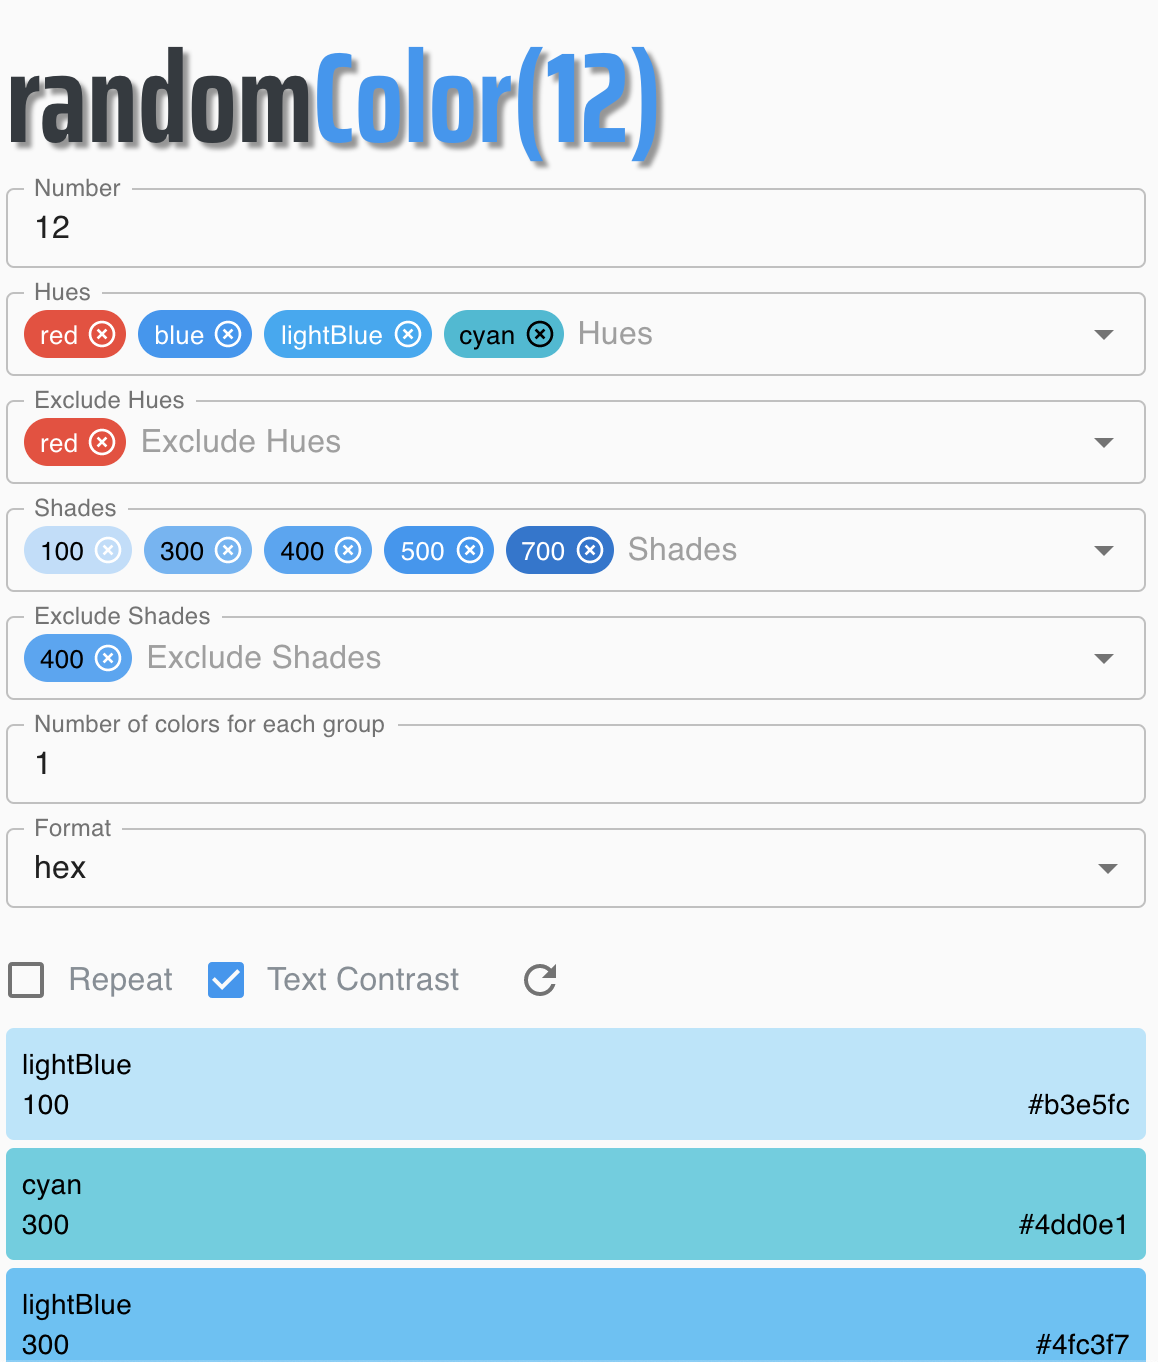 randomColor(12)
Number
12
Hues
red blue lightBlue cyan Hues
Exclude Hues
red Exclude Hues
Shades
100 300 400 500 700 Shades
Exclude Shades
400 Exclude Shades
Number of colors for each group
1
Format
hex
Repeat Text Contrast
lightBlue
100 #b3e5fc
cyan
300 #4dd0e1
lightBlue
300 #4fc3f7